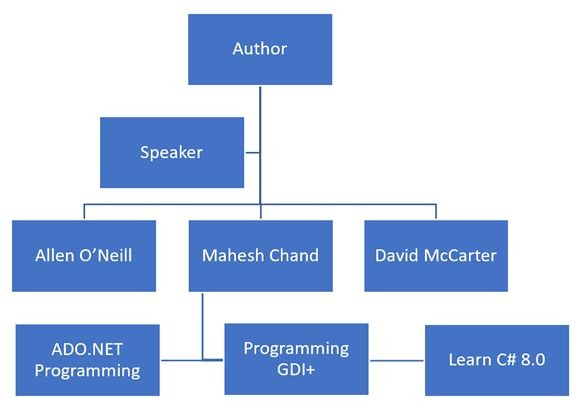 Author
Speaker
Allen O’Neill
Mahesh Chand
David McCarter
ADO.NET
Programming
Programming
GDI+
Learn C# 8.0